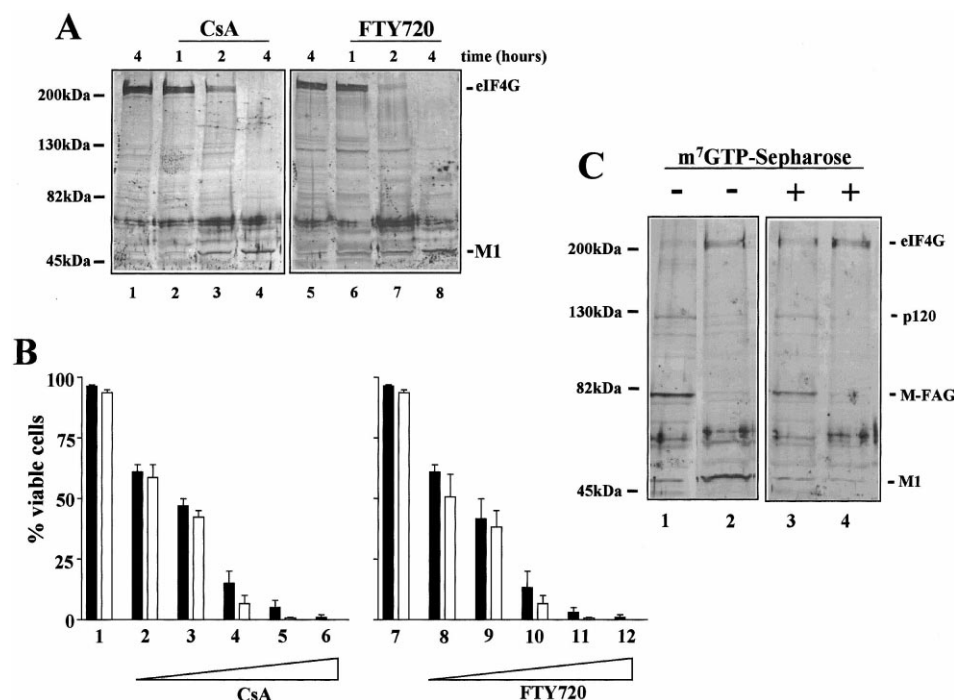 A
CsA
FTY720
4 1 2 4 4 1 2 4 time (hours)
200kDa
130kDa
82kDa
45kDa
eIF4G
M1
1 2 3 4 5 6 7 8
C
m⁷GTP-Sepharose
- - + +
200kDa
130kDa
82kDa
45kDa
eIF4G
p120
M-FAG
M1
1 2 3 4
B
% viable cells
100
75
50
25
0
1 2 3 4 5 6
7 8 9 10 11 12
CsA
FTY720